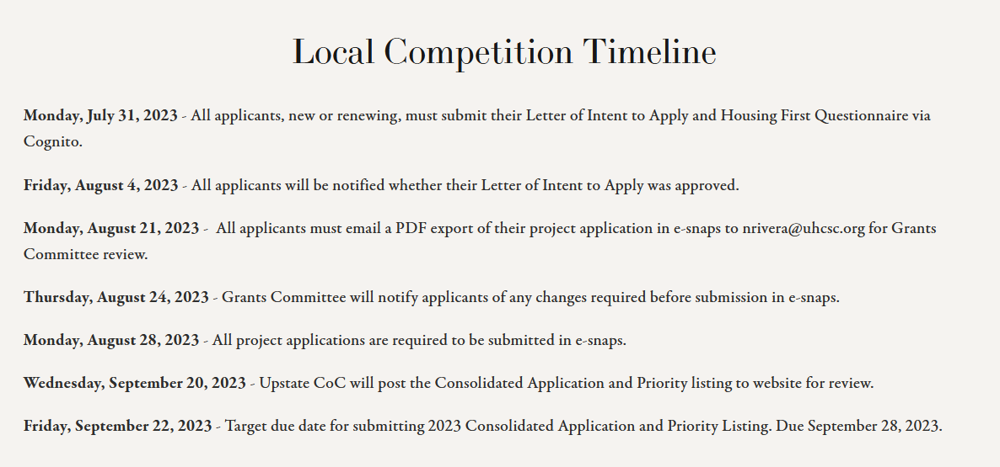 Local Competition Timeline
Monday, July 31, 2023 - All applicants, new or renewing, must submit their Letter of Intent to Apply and Housing First Questionnaire via
Cognito.
Friday, August 4, 2023 - All applicants will be notified whether their Letter of Intent to Apply was approved.
Monday, August 21, 2023 -  All applicants must email a PDF export of their project application in e-snaps to nrivera@uhcsc.org for Grants
Committee review.
Thursday, August 24, 2023 - Grants Committee will notify applicants of any changes required before submission in e-snaps.
Monday, August 28, 2023 - All project applications are required to be submitted in e-snaps.
Wednesday, September 20, 2023 - Upstate CoC will post the Consolidated Application and Priority listing to website for review.
Friday, September 22, 2023 - Target due date for submitting 2023 Consolidated Application and Priority Listing. Due September 28, 2023.